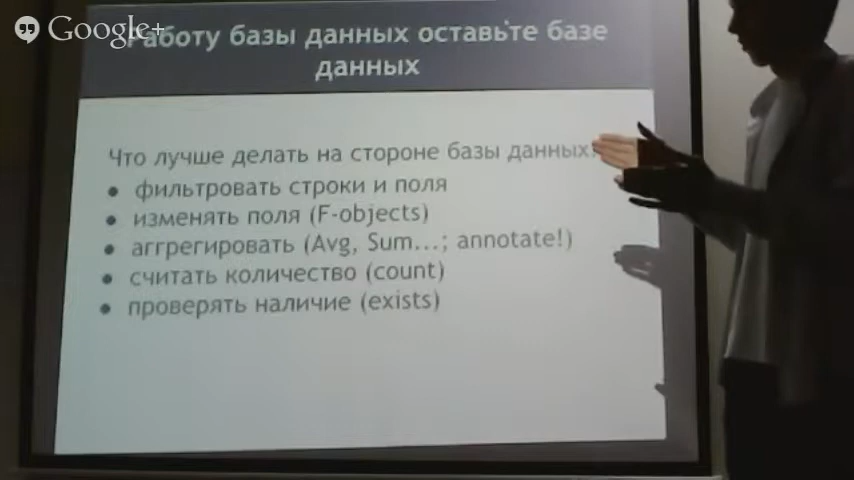 Google+
Работу базы данных оставьте базе
данных
Что лучше делать на стороне базы данных:
● фильтровать строки и поля
● изменять поля (F-objects)
● аггрегировать (Avg, Sum...; annotate!)
● считать количество (count)
● проверять наличие (exists)